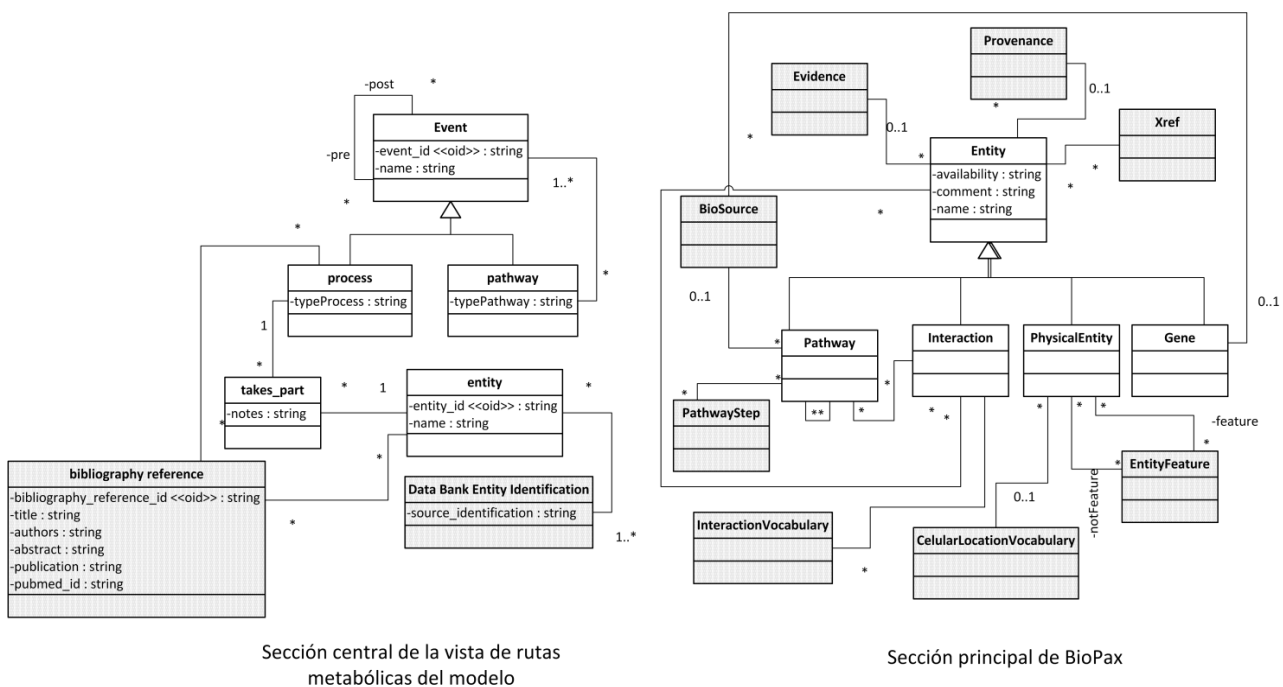 -post
*
Event
-event_id <<oid>> : string
-name : string
-pre
*
1..*
*
*
process
-typeProcess : string
pathway
-typePathway : string
1
*
takes_part
-notes : string
*
*
1
entity
-entity_id <<oid>> : string
-name : string
*
*
bibliography reference
-bibliography_reference_id <<oid>> : string
-title : string
-authors : string
-abstract : string
-publication : string
-pubmed_id : string
*
Data Bank Entity Identification
-source_identification : string
1..*
Sección central de la vista de rutas
metabólicas del modelo
Provenance
0..1
*
Evidence
0..1
*
*
Xref
*
*
Entity
-availability : string
-comment : string
-name : string
*
BioSource
0..1
0..1
*
Pathway
*
*
**
*
Interaction
*
*
*
PhysicalEntity
*
*
*
Gene
PathwayStep
-feature
*
*
EntityFeature
-notFeature
InteractionVocabulary
*
0..1
CelularLocationVocabulary
Sección principal de BioPax